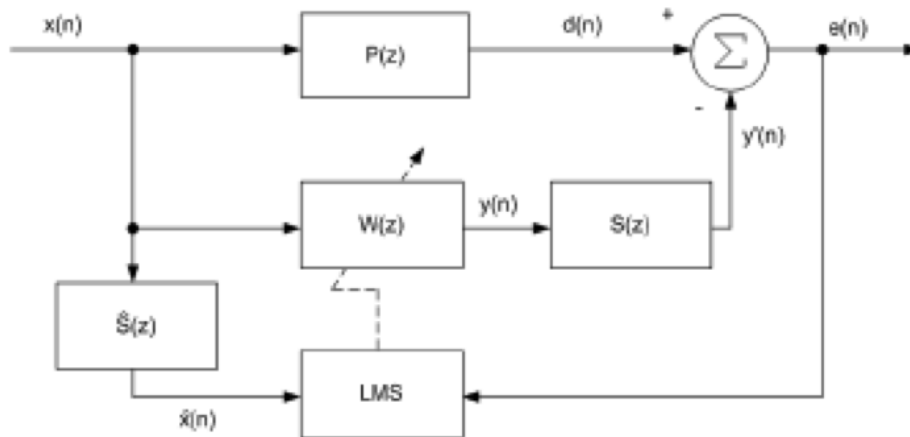 x(n)
P(z)
d(n)
+
Σ
e(n)
-
y'(n)
W(z)
y(n)
S(z)
Ŝ(z)
x̂(n)
LMS